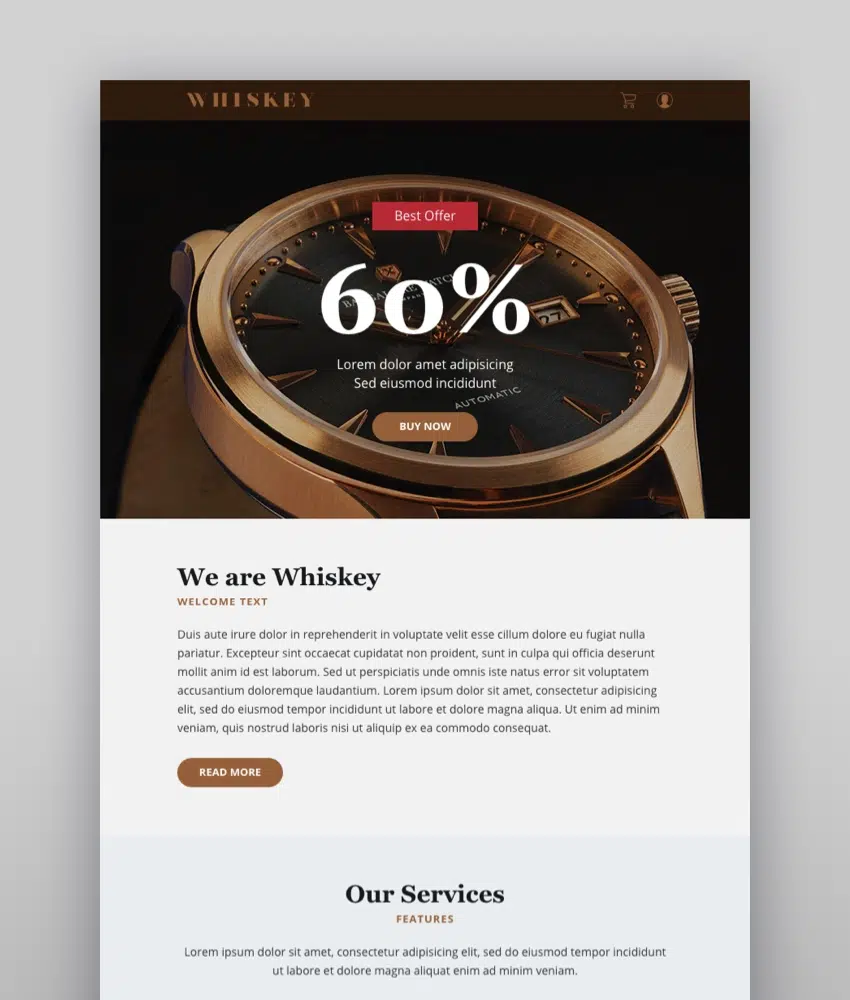 WHISKEY
Best Offer
60%
27
Lorem dolor amet adipisicing
Sed eiusmod incididunt
AUTOMATIC
BUY NOW
We are Whiskey
WELCOME TEXT
Duis aute irure dolor in reprehenderit in voluptate velit esse cillum dolore eu fugiat nulla
pariatur. Excepteur sint occaecat cupidatat non proident, sunt in culpa qui officia deserunt
mollit anim id est laborum. Sed ut perspiciatis unde omnis iste natus error sit voluptatem
accusantium doloremque laudantium. Lorem ipsum dolor sit amet, consectetur adipisicing
elit, sed do eiusmod tempor incididunt ut labore et dolore magna aliqua. Ut enim ad minim
veniam, quis nostrud laboris nisi ut aliquip ex ea commodo consequat.
READ MORE
Our Services
FEATURES
Lorem ipsum dolor sit amet, consectetur adipisicing elit, sed do eiusmod tempor incididunt
ut labore et dolore magna aliquat enim ad minim veniam.